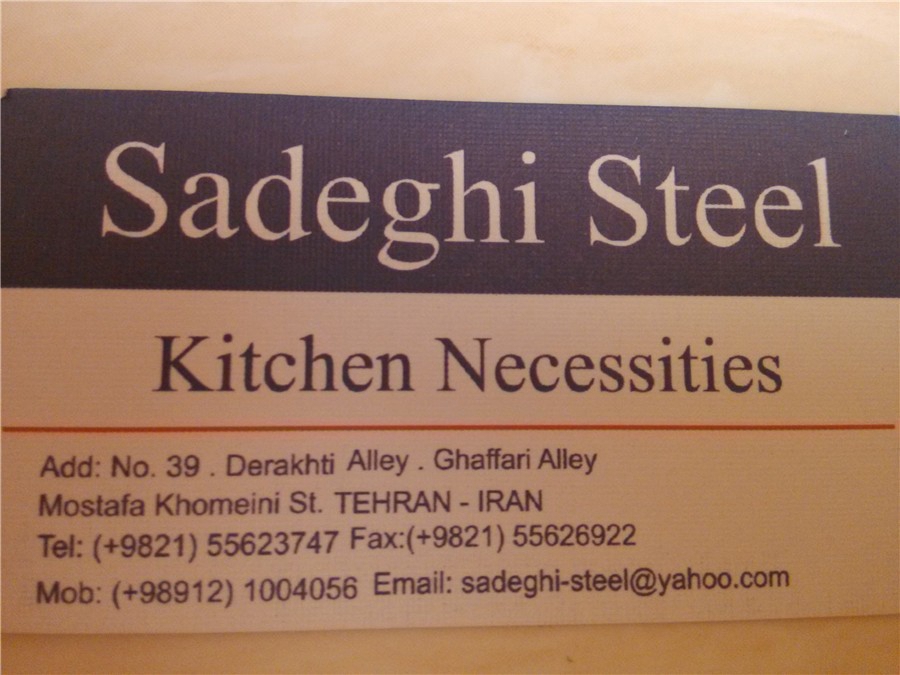 Sadeghi Steel
Kitchen Necessities
Add: No. 39 . Derakhti Alley . Ghaffari Alley
Mostafa Khomeini St. TEHRAN - IRAN
Tel: (+9821) 55623747 Fax:(+9821) 55626922
Mob: (+98912) 1004056 Email: sadeghi-steel@yahoo.com